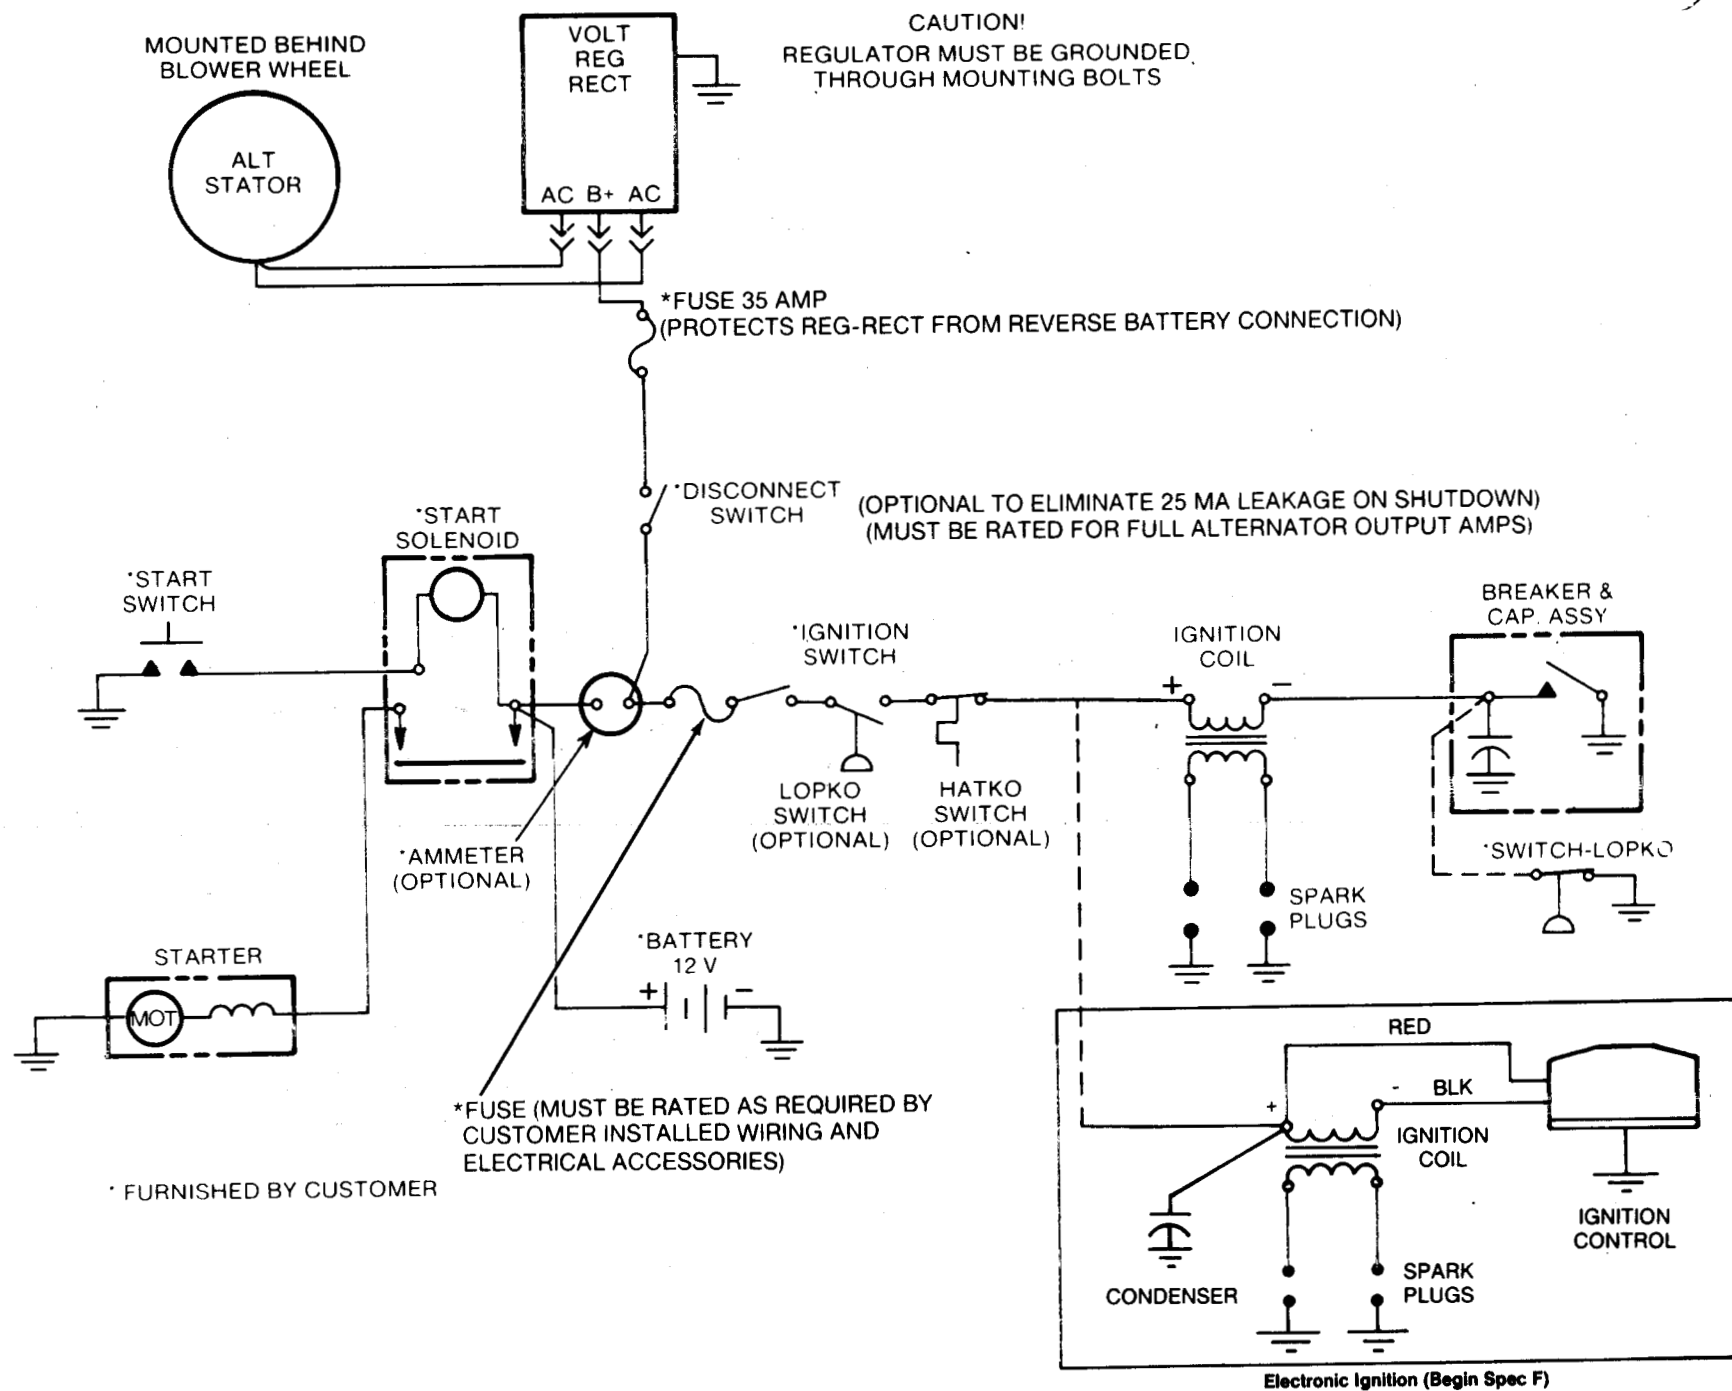 MOUNTED BEHIND
BLOWER WHEEL
ALT
STATOR
VOLT
REG
RECT
AC B+ AC
CAUTION!
REGULATOR MUST BE GROUNDED
THROUGH MOUNTING BOLTS
*FUSE 35 AMP
(PROTECTS REG-RECT FROM REVERSE BATTERY CONNECTION)
*DISCONNECT
SWITCH
(OPTIONAL TO ELIMINATE 25 MA LEAKAGE ON SHUTDOWN)
(MUST BE RATED FOR FULL ALTERNATOR OUTPUT AMPS)
*START
SOLENOID
*START
SWITCH
*IGNITION
SWITCH
IGNITION
COIL
+ −
BREAKER &
CAP. ASSY
LOPKO
SWITCH
(OPTIONAL)
HATKO
SWITCH
(OPTIONAL)
*AMMETER
(OPTIONAL)
*SWITCH-LOPKO
SPARK
PLUGS
STARTER
MOT
*BATTERY
12 V
+ −
*FUSE (MUST BE RATED AS REQUIRED BY
CUSTOMER INSTALLED WIRING AND
ELECTRICAL ACCESSORIES)
* FURNISHED BY CUSTOMER
RED
BLK
+ -
IGNITION
COIL
IGNITION
CONTROL
CONDENSER
SPARK
PLUGS
Electronic Ignition (Begin Spec F)